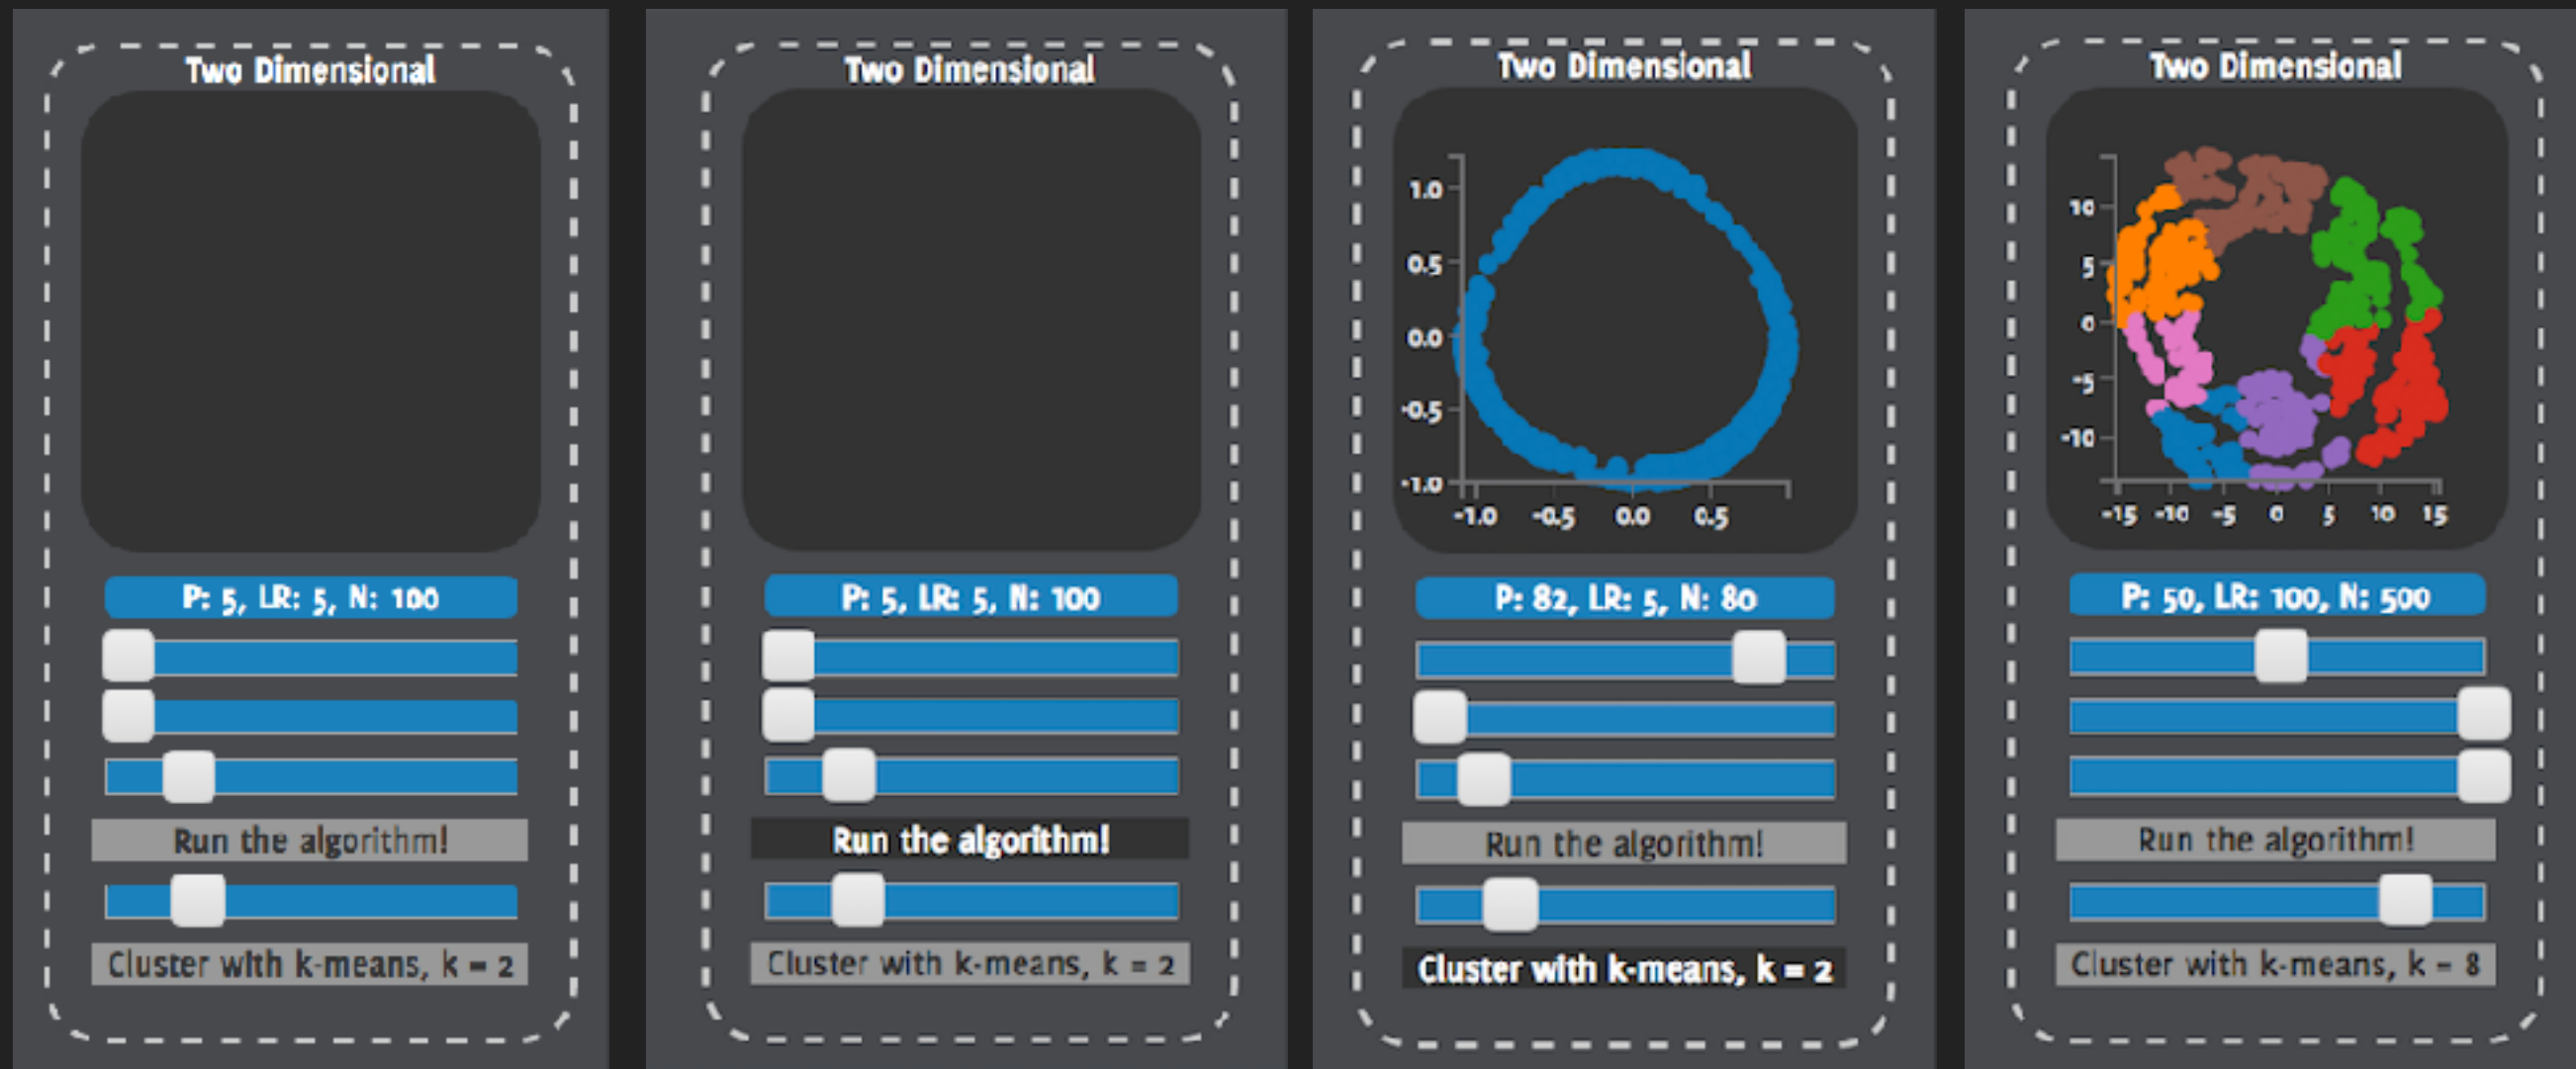 Two Dimensional
P: 5, LR: 5, N: 100
Run the algorithm!
Cluster with k-means, k = 2
Two Dimensional
P: 5, LR: 5, N: 100
Run the algorithm!
Cluster with k-means, k = 2
Two Dimensional
1.0
0.5
0.0
-0.5
-1.0
-1.0 -0.5 0.0 0.5
P: 82, LR: 5, N: 80
Run the algorithm!
Cluster with k-means, k = 2
Two Dimensional
10
5
0
-5
-10
-15 -10 -5 0 5 10 15
P: 50, LR: 100, N: 500
Run the algorithm!
Cluster with k-means, k = 8